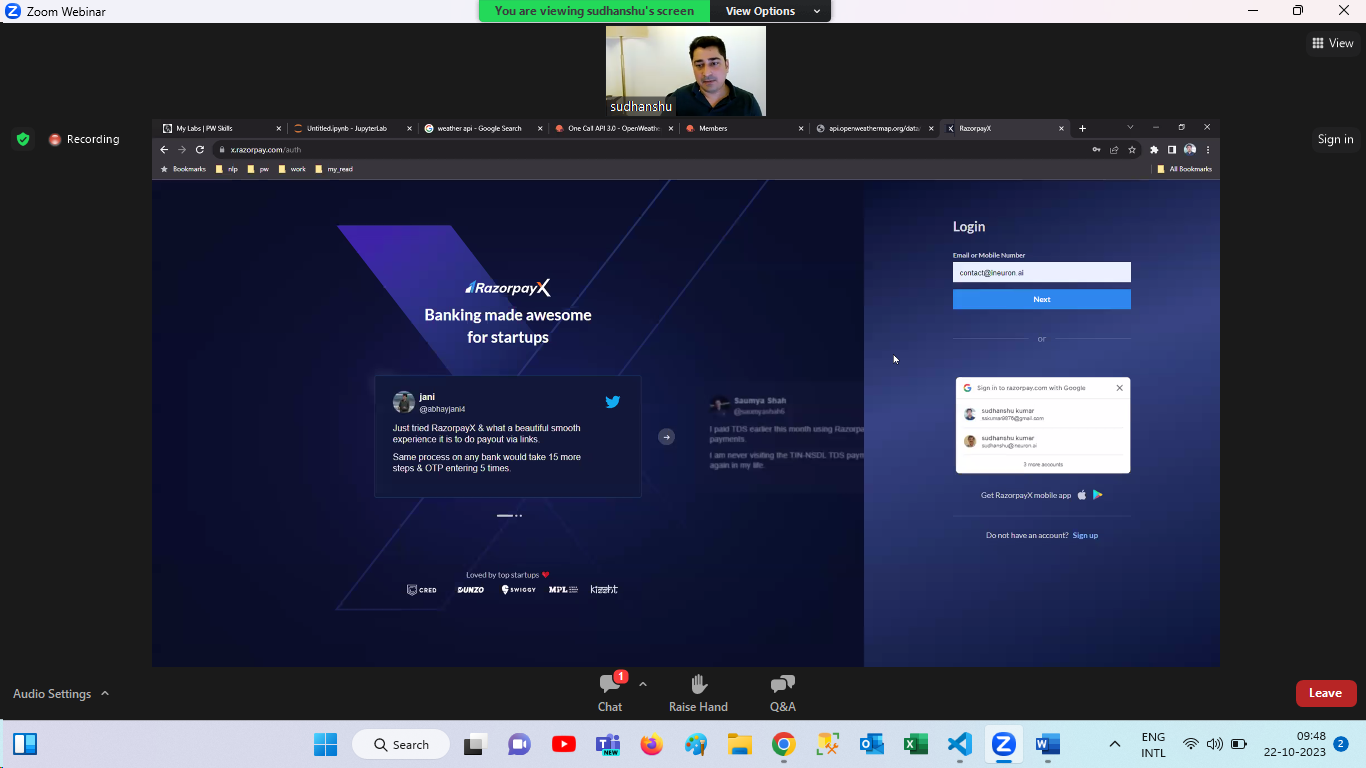 Zoom Webinar
You are viewing sudhanshu's screen
View Options
View
sudhanshu
Recording
Sign in
My Labs | PW Skills
Untitled.ipynb - JupyterLab
weather api - Google Search
One Call API 3.0 - OpenWeathe
Members
api.openweathermap.org/data/
RazorpayX
x.razorpay.com/auth
Bookmarks
nlp
pw
work
my_read
All Bookmarks
RazorpayX
Banking made awesome
for startups
jani
@abhayjani4
Just tried RazorpayX & what a beautiful smooth
experience it is to do payout via links.
Same process on any bank would take 15 more
steps & OTP entering 5 times.
Saumya Shah
@saumyashah6
I paid TDS earlier this month using Razorpa
payments.
I am never visiting the TIN-NSDL TDS paym
again in my life.
Loved by top startups
CRED
DUNZO
SWIGGY
MPL
kissht
Login
Email or Mobile Number
contact@ineuron.ai
Next
or
Sign in to razorpay.com with Google
sudhanshu kumar
sudhanshu kumar
sudhanshu@ineuron.ai
3 more accounts
Get RazorpayX mobile app
Do not have an account? Sign up
Audio Settings
1
Chat
Raise Hand
Q&A
Leave
Search
NEW
ENG
INTL
09:48
22-10-2023
2